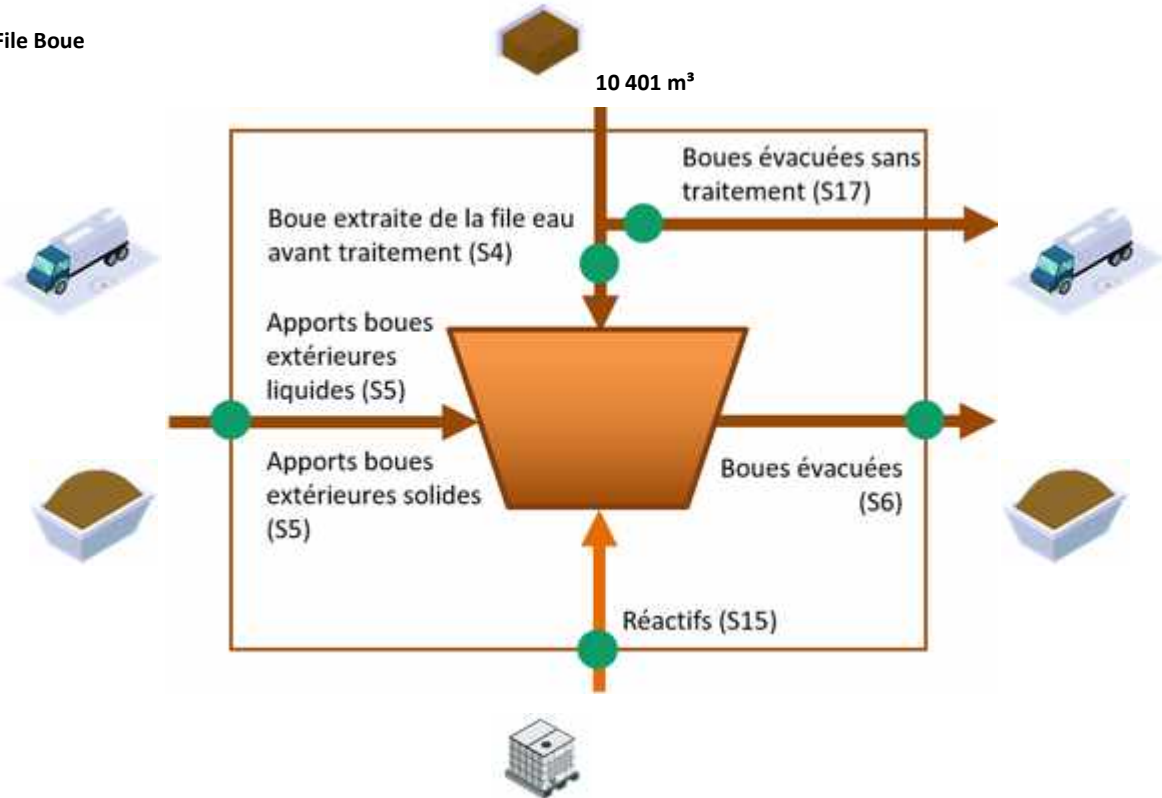 File Boue
10 401 m³
Boues évacuées sans
traitement (S17)
Boue extraite de la file eau
avant traitement (S4)
Apports boues
extérieures
liquides (S5)
Apports boues
extérieures solides
(S5)
Boues évacuées
(S6)
Réactifs (S15)